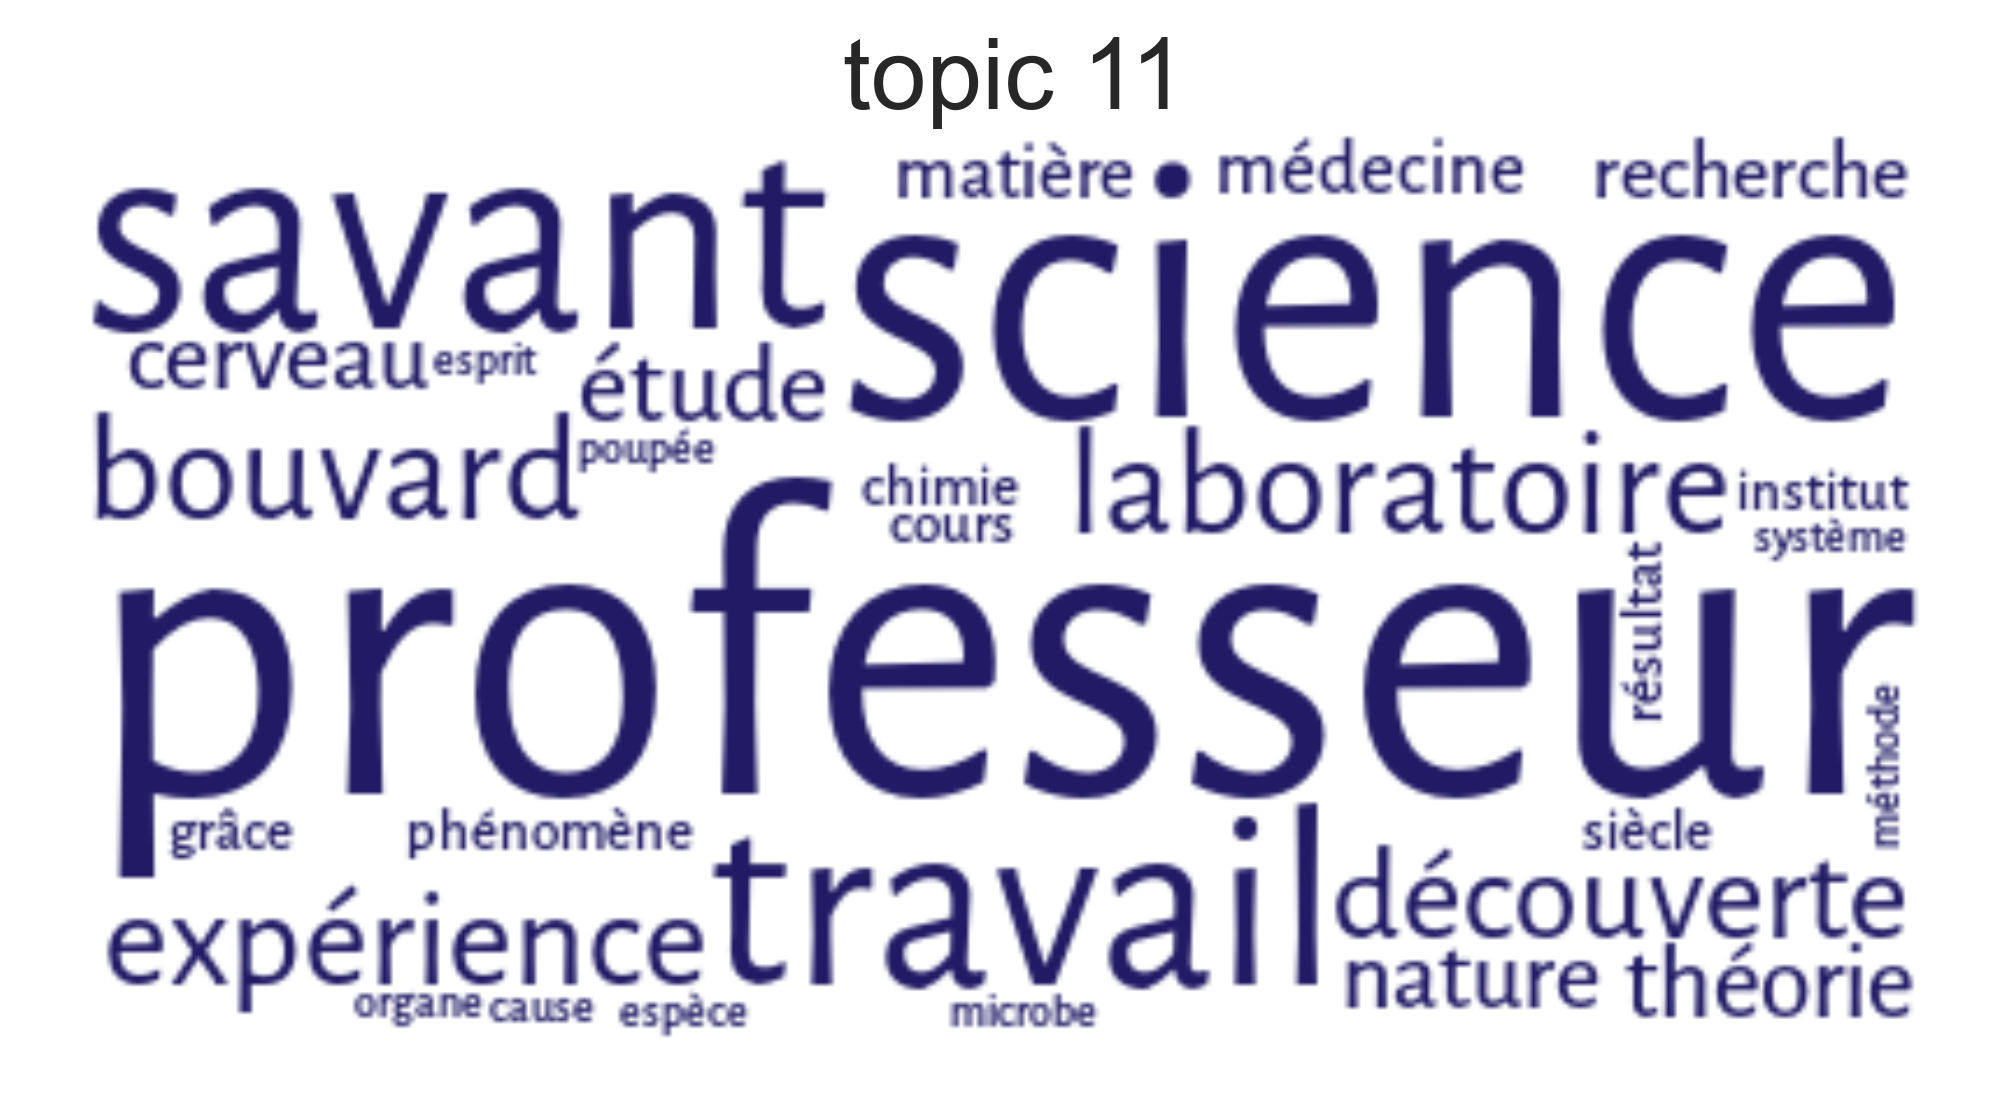 topic 11
matière médecine recherche
savant science
cerveau esprit étude
bouvard poupée
chimie laboratoire institut
cours système
professeur
résultat
méthode
grâce phénomène siècle
expérience travail découverte
nature théorie
organe cause espèce microbe